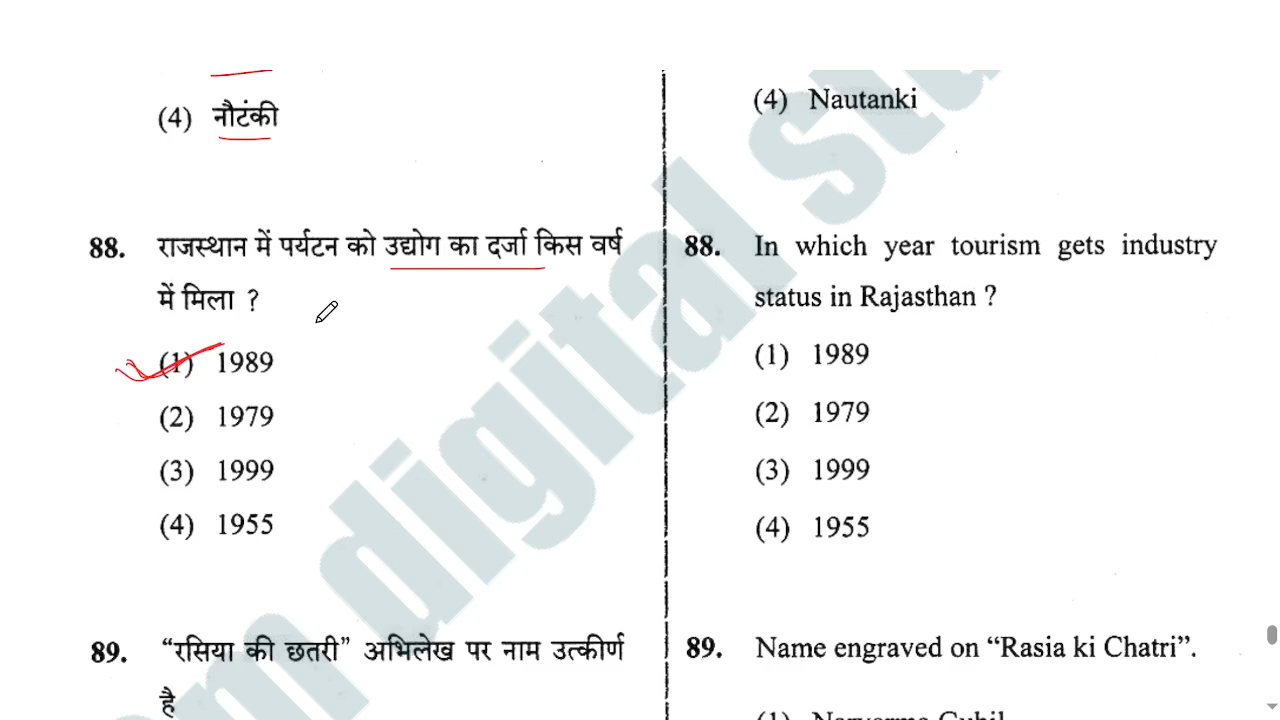 (4) नौटंकी
88. राजस्थान में पर्यटन को उद्योग का दर्जा किस वर्ष
में मिला ?
(1) 1989
(2) 1979
(3) 1999
(4) 1955
89. “रसिया की छतरी” अभिलेख पर नाम उत्कीर्ण
है
(4) Nautanki
88. In which year tourism gets industry
status in Rajasthan ?
(1) 1989
(2) 1979
(3) 1999
(4) 1955
89. Name engraved on “Rasia ki Chatri”.
digital